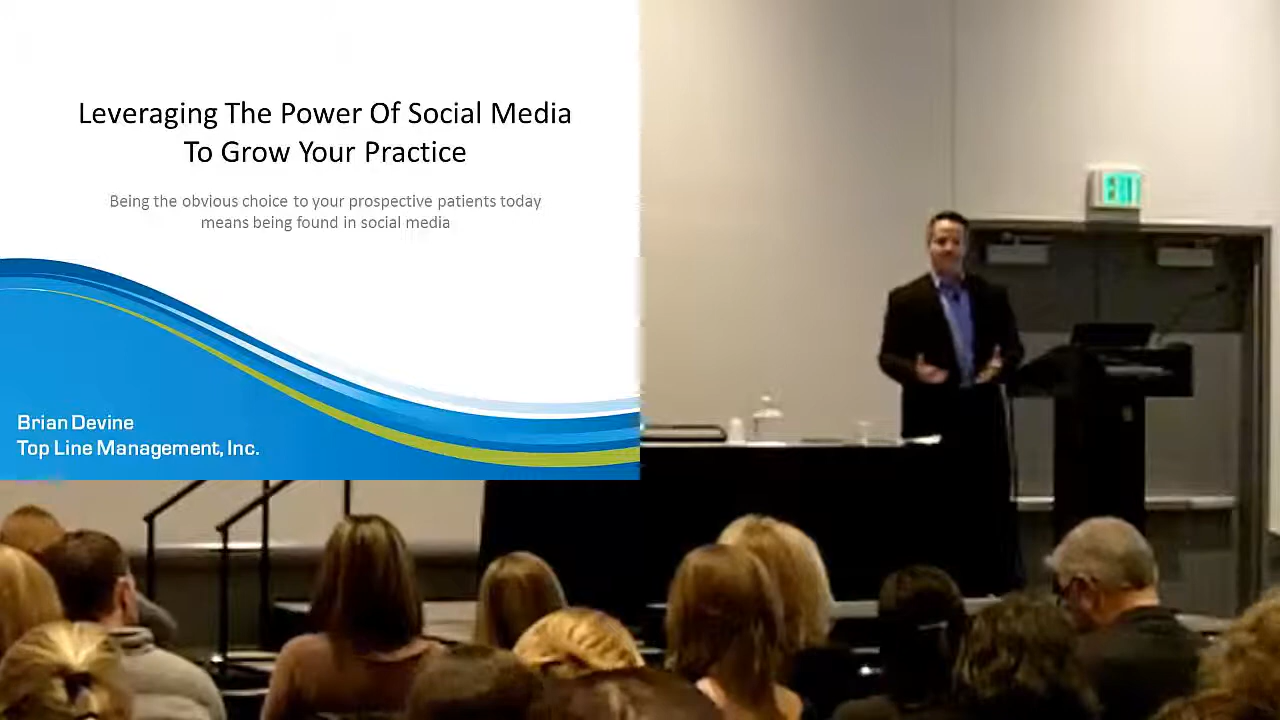 Leveraging The Power Of Social Media
To Grow Your Practice
Being the obvious choice to your prospective patients today
means being found in social media
Brian Devine
Top Line Management, Inc.
EXIT